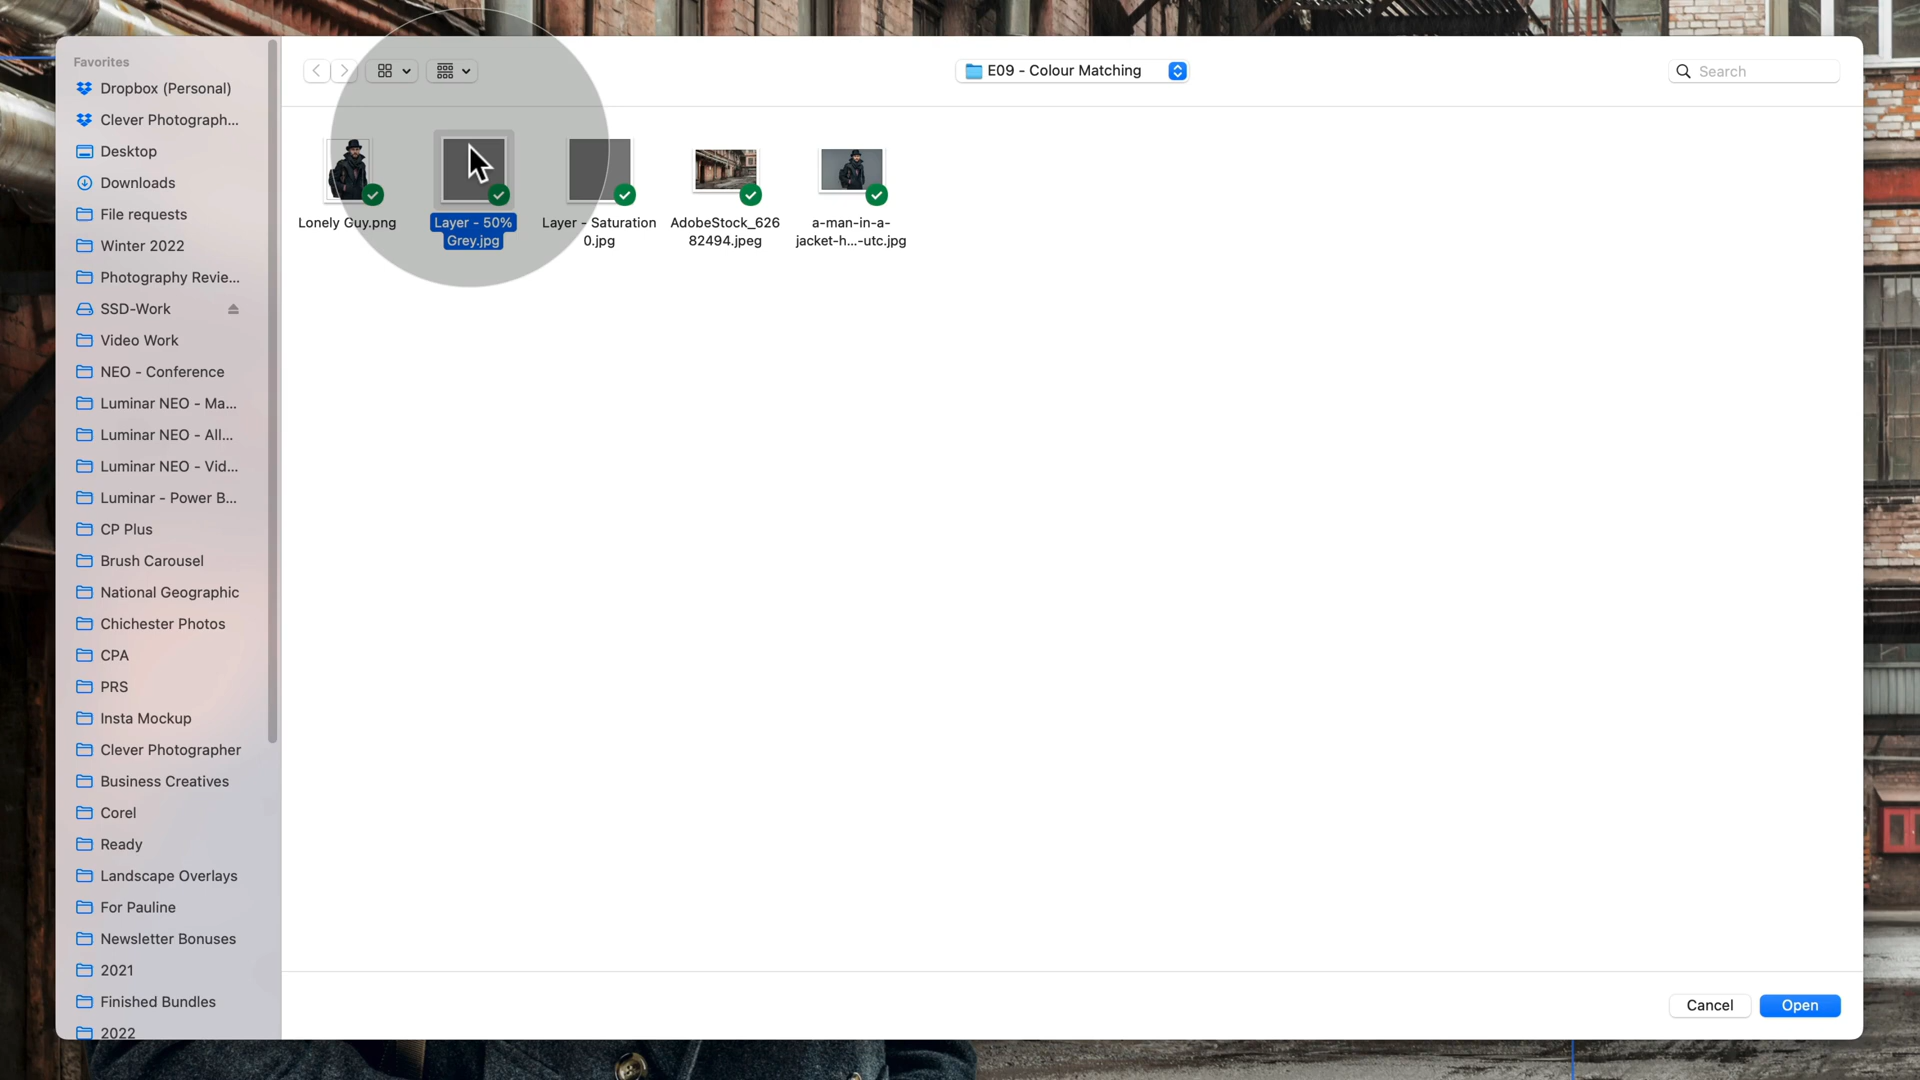 Favorites
Dropbox (Personal)
Clever Photograph...
Desktop
Downloads
File requests
Winter 2022
Photography Revie...
SSD-Work
Video Work
NEO - Conference
Luminar NEO - Ma...
Luminar NEO - All...
Luminar NEO - Vid...
Luminar - Power B...
CP Plus
Brush Carousel
National Geographic
Chichester Photos
CPA
PRS
Insta Mockup
Clever Photographer
Business Creatives
Corel
Ready
Landscape Overlays
For Pauline
Newsletter Bonuses
2021
Finished Bundles
2022
E09 - Colour Matching
Search
Lonely Guy.png
Layer - 50%
Grey.jpg
Layer - Saturation
0.jpg
AdobeStock_626
82494.jpeg
a-man-in-a-
jacket-h...-utc.jpg
Cancel
Open